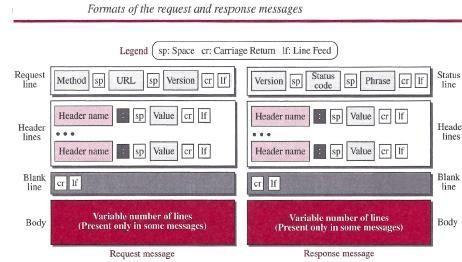 Formats of the request and response messages
Legend sp: Space cr: Carriage Return lf: Line Feed
Request line
Method sp URL sp Version cr lf
Version sp Status code sp Phrase cr lf
Status line
Header lines
Header name : sp Value cr lf
Header name : sp Value cr lf
Heade lines
• • •
• • •
Header name : sp Value cr lf
Header name : sp Value cr lf
Blank line
cr lf
cr lf
Blank line
Body
Variable number of lines
(Present only in some messages)
Variable number of lines
(Present only in some messages)
Body
Request message
Response message